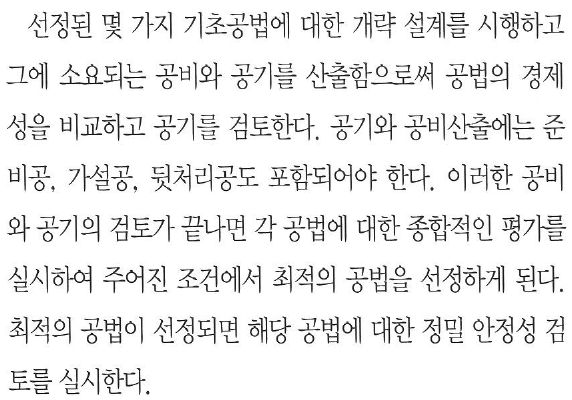 선정된 몇 가지 기초공법에 대한 개략 설계를 시행하고
그에 소요되는 공비와 공기를 산출함으로써 공법의 경제
성을 비교하고 공기를 검토한다. 공기와 공비산출에는 준
비공, 가설공, 뒷처리공도 포함되어야 한다. 이러한 공비
와 공기의 검토가 끝나면 각 공법에 대한 종합적인 평가를
실시하여 주어진 조건에서 최적의 공법을 선정하게 된다.
최적의 공법이 선정되면 해당 공법에 대한 정밀 안정성 검
토를 실시한다.